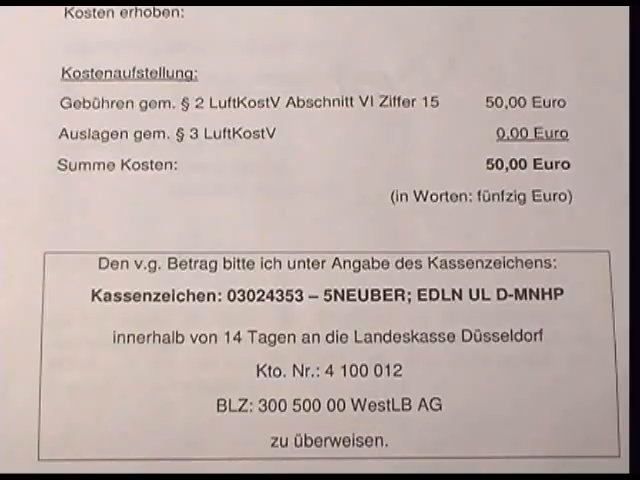 Kosten erhoben:
Kostenaufstellung:
Gebühren gem. § 2 LuftKostV Abschnitt VI Ziffer 15 50,00 Euro
Auslagen gem. § 3 LuftKostV 0,00 Euro
Summe Kosten: 50,00 Euro
(in Worten: fünfzig Euro)
Den v.g. Betrag bitte ich unter Angabe des Kassenzeichens:
Kassenzeichen: 03024353 – 5NEUBER; EDLN UL D-MNHP
innerhalb von 14 Tagen an die Landeskasse Düsseldorf
Kto. Nr.: 4 100 012
BLZ: 300 500 00 WestLB AG
zu überweisen.